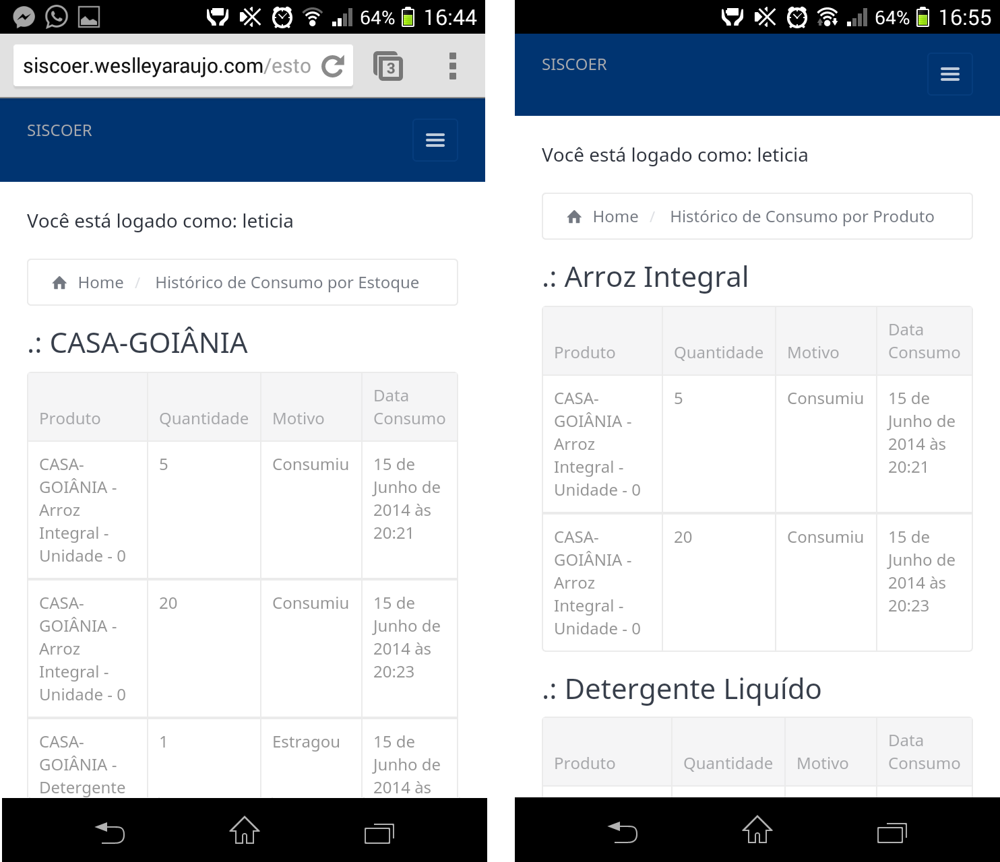 64% 16:44
siscoer.weslleyaraujo.com/esto
3
SISCOER
Você está logado como: leticia
Home / Histórico de Consumo por Estoque
.: CASA-GOIÂNIA
Data
Produto Quantidade Motivo Consumo
CASA- 5 Consumiu 15 de
GOIÂNIA - Junho de
Arroz 2014 às
Integral - 20:21
Unidade - 0
CASA- 20 Consumiu 15 de
GOIÂNIA - Junho de
Arroz 2014 às
Integral - 20:23
Unidade - 0
CASA- 1 Estragou 15 de
GOIÂNIA - Junho de
Detergente 2014 às
64% 16:55
SISCOER
Você está logado como: leticia
Home / Histórico de Consumo por Produto
.: Arroz Integral
Data
Produto Quantidade Motivo Consumo
CASA- 5 Consumiu 15 de
GOIÂNIA - Junho de
Arroz 2014 às
Integral - 20:21
Unidade - 0
CASA- 20 Consumiu 15 de
GOIÂNIA - Junho de
Arroz 2014 às
Integral - 20:23
Unidade - 0
.: Detergente Liquído
Data
Produto Quantidade Motivo Consumo